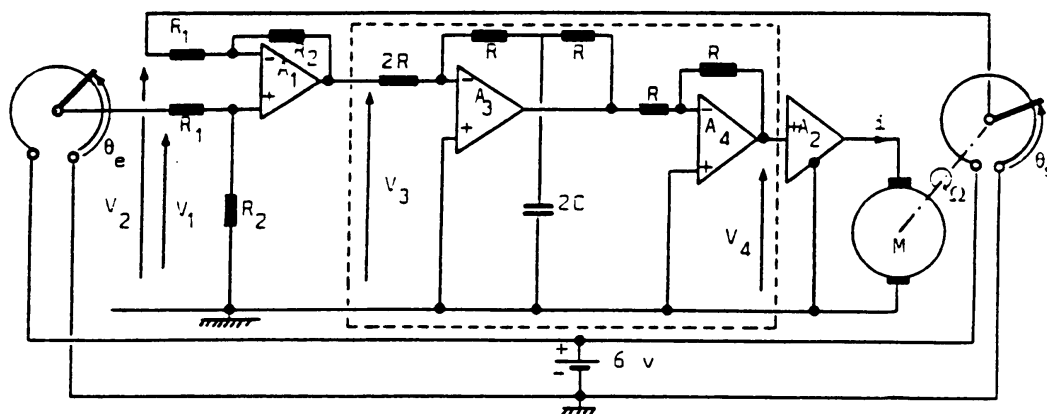 R1
R2
A1
R1
R2
θe
V2
V1
2R
R
R
A3
V3
2C
R
R
A4
V4
A2
i
M
Ω
θs
6 v
+
-